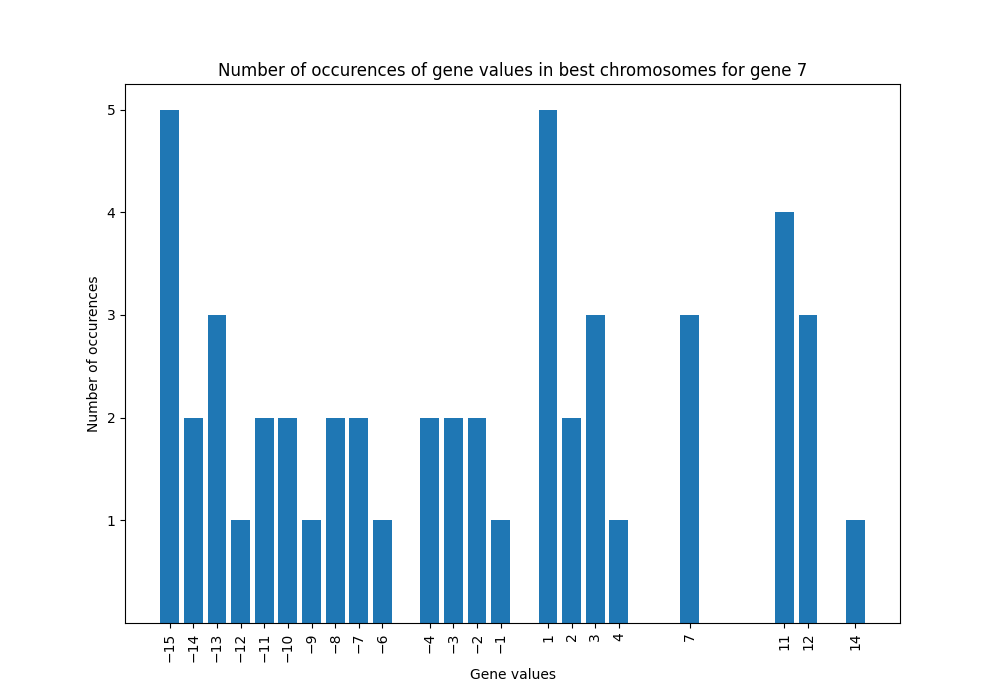 Number of occurences of gene values in best chromosomes for gene 7
Number of occurences
5
4
3
2
1
−15 −14 −13 −12 −11 −10 −9 −8 −7 −6 −4 −3 −2 −1 1 2 3 4 7 11 12 14
Gene values